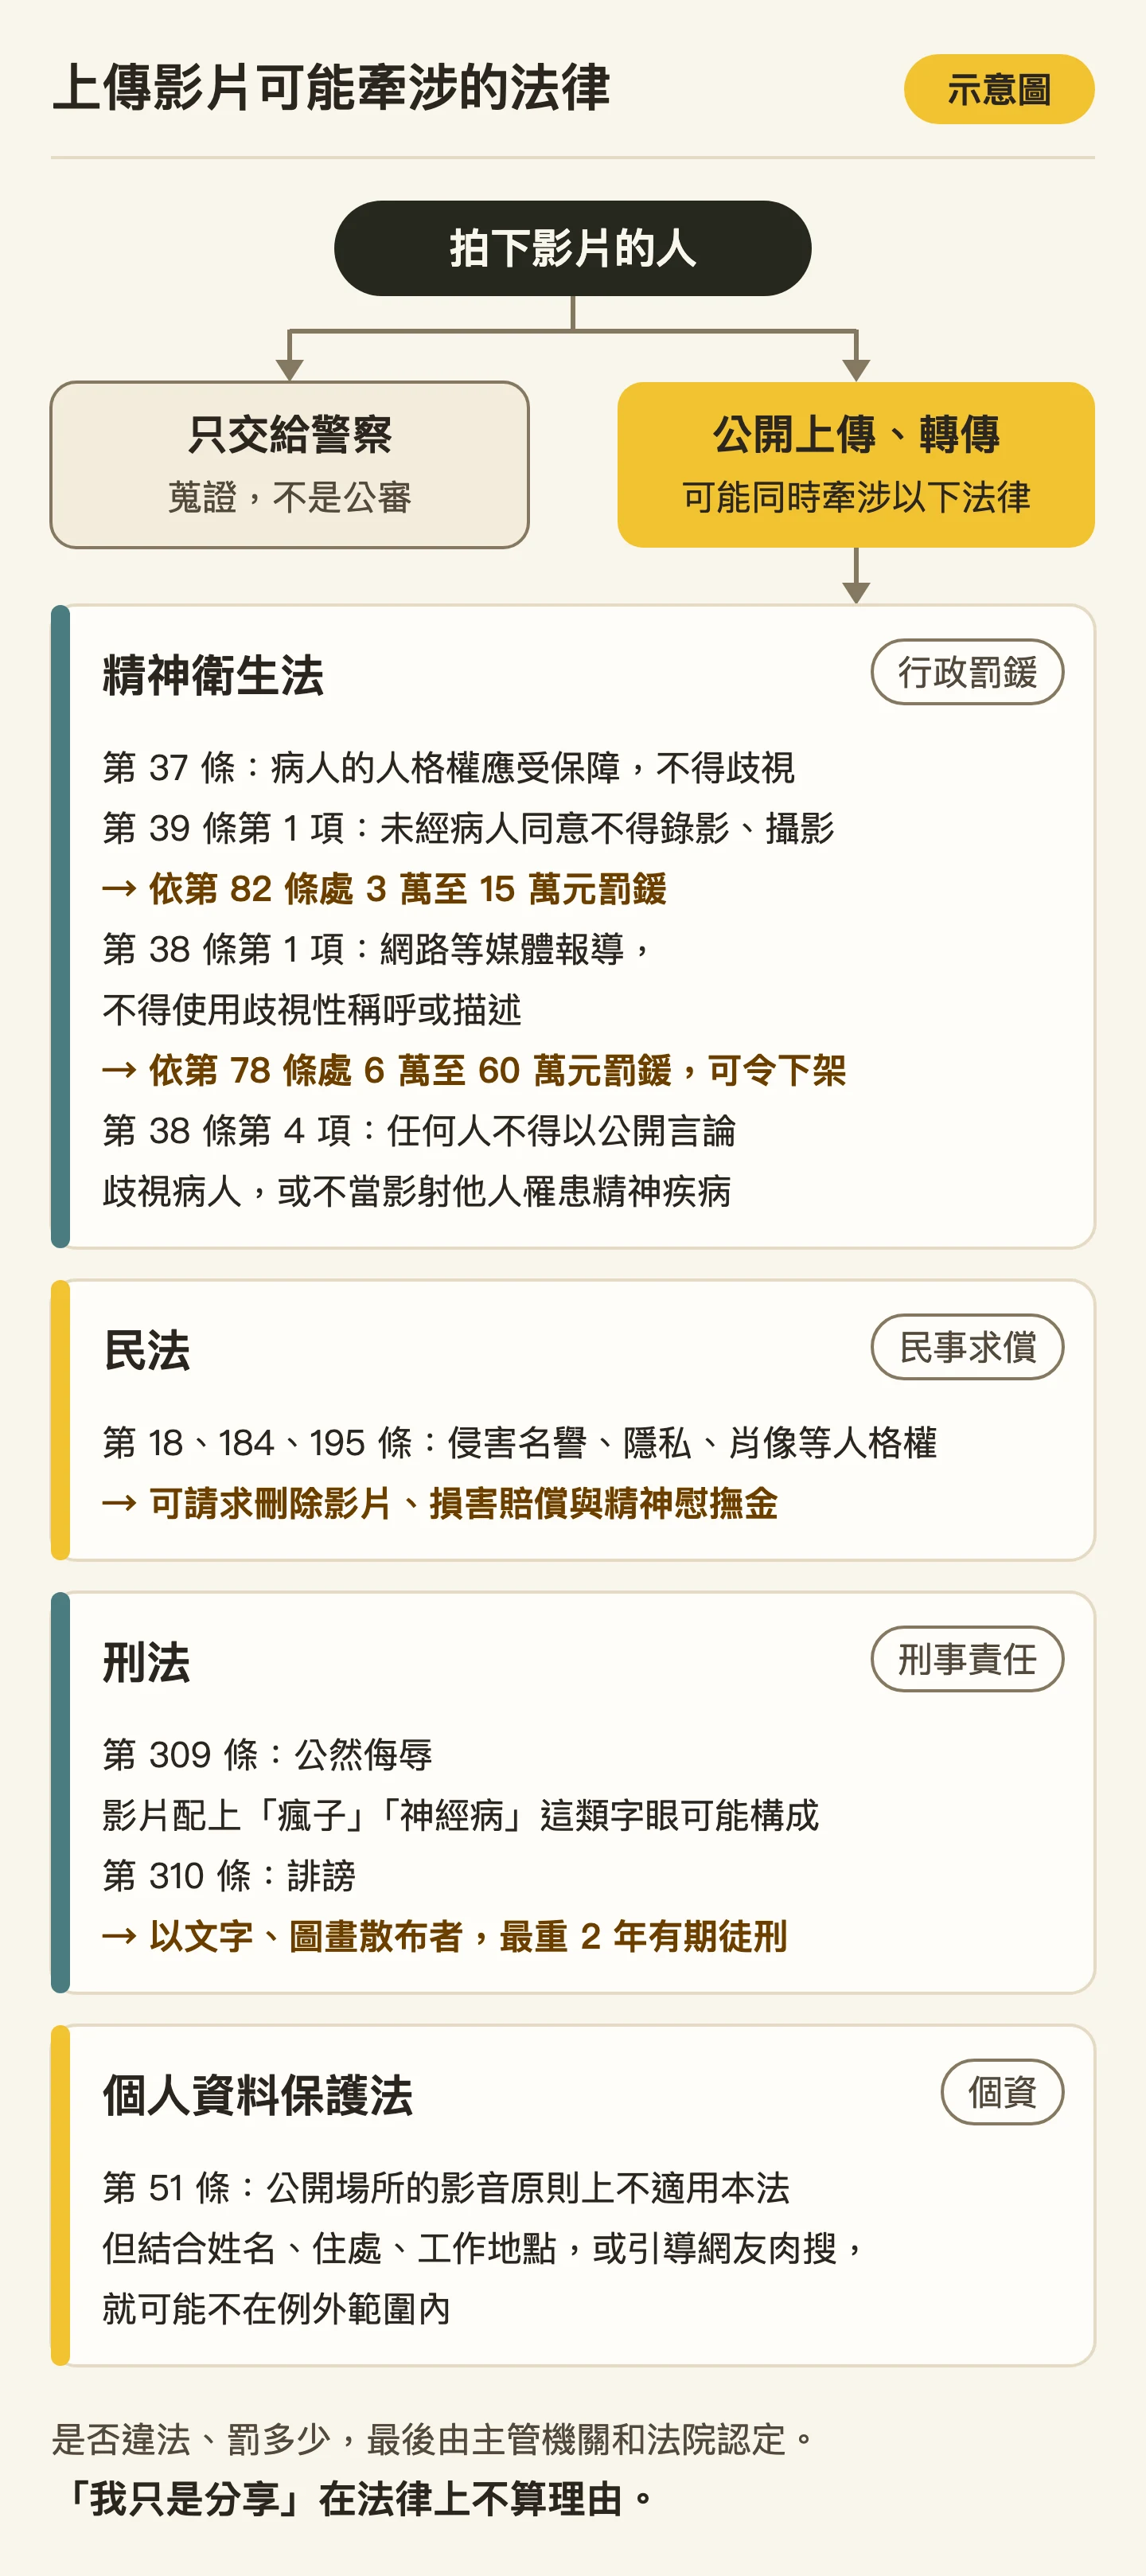 上傳影片可能牽涉的法律
示意圖
拍下影片的人
只交給警察
蒐證，不是公審
公開上傳、轉傳
可能同時牽涉以下法律
精神衛生法
行政罰鍰
第 37 條：病人的人格權應受保障，不得歧視
第 39 條第 1 項：未經病人同意不得錄影、攝影
→ 依第 82 條處 3 萬至 15 萬元罰鍰
第 38 條第 1 項：網路等媒體報導，
不得使用歧視性稱呼或描述
→ 依第 78 條處 6 萬至 60 萬元罰鍰，可令下架
第 38 條第 4 項：任何人不得以公開言論
歧視病人，或不當影射他人罹患精神疾病
民法
民事求償
第 18、184、195 條：侵害名譽、隱私、肖像等人格權
→ 可請求刪除影片、損害賠償與精神慰撫金
刑法
刑事責任
第 309 條：公然侮辱
影片配上「瘋子」「神經病」這類字眼可能構成
第 310 條：誹謗
→ 以文字、圖畫散布者，最重 2 年有期徒刑
個人資料保護法
個資
第 51 條：公開場所的影音原則上不適用本法
但結合姓名、住處、工作地點，或引導網友肉搜，
就可能不在例外範圍內
是否違法、罰多少，最後由主管機關和法院認定。
「我只是分享」在法律上不算理由。